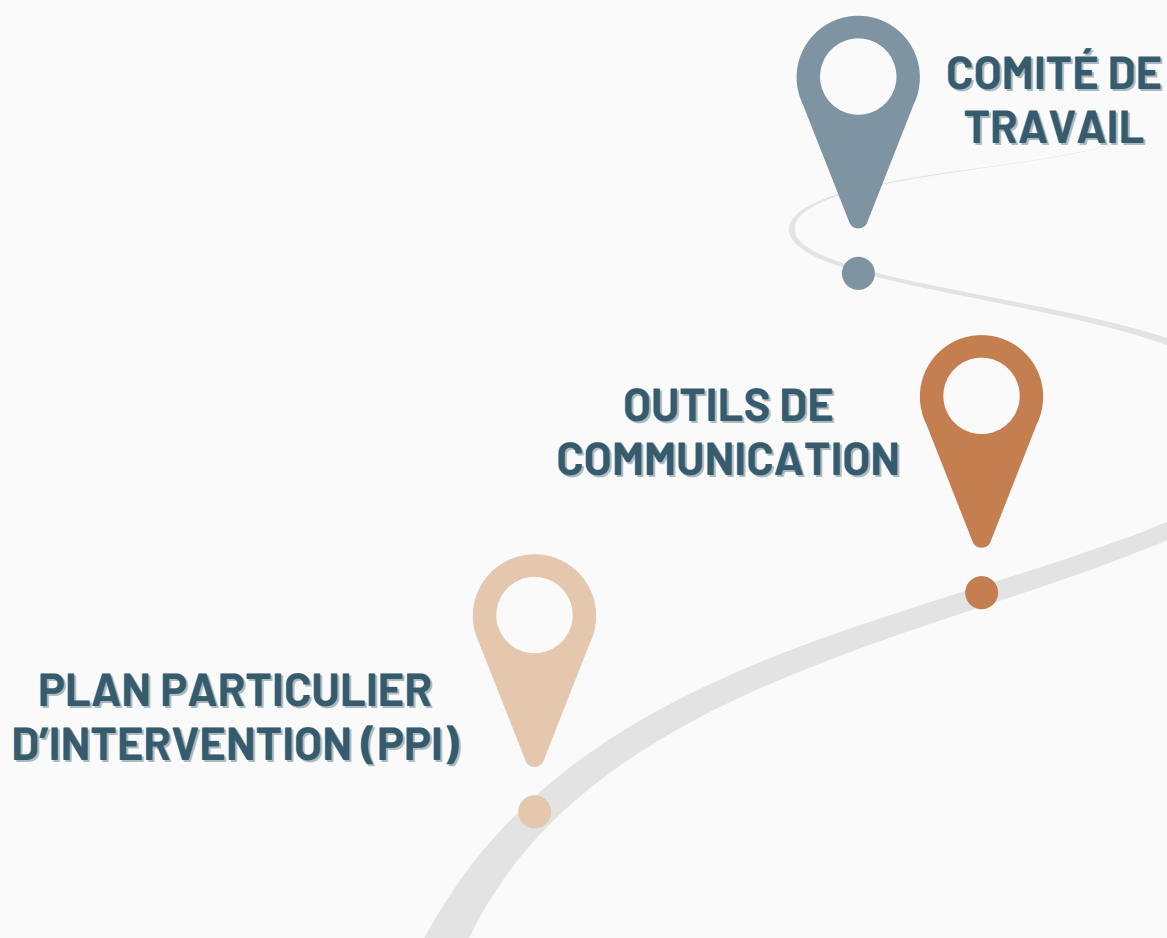 COMITÉ DE
TRAVAIL
OUTILS DE
COMMUNICATION
PLAN PARTICULIER
D'INTERVENTION (PPI)